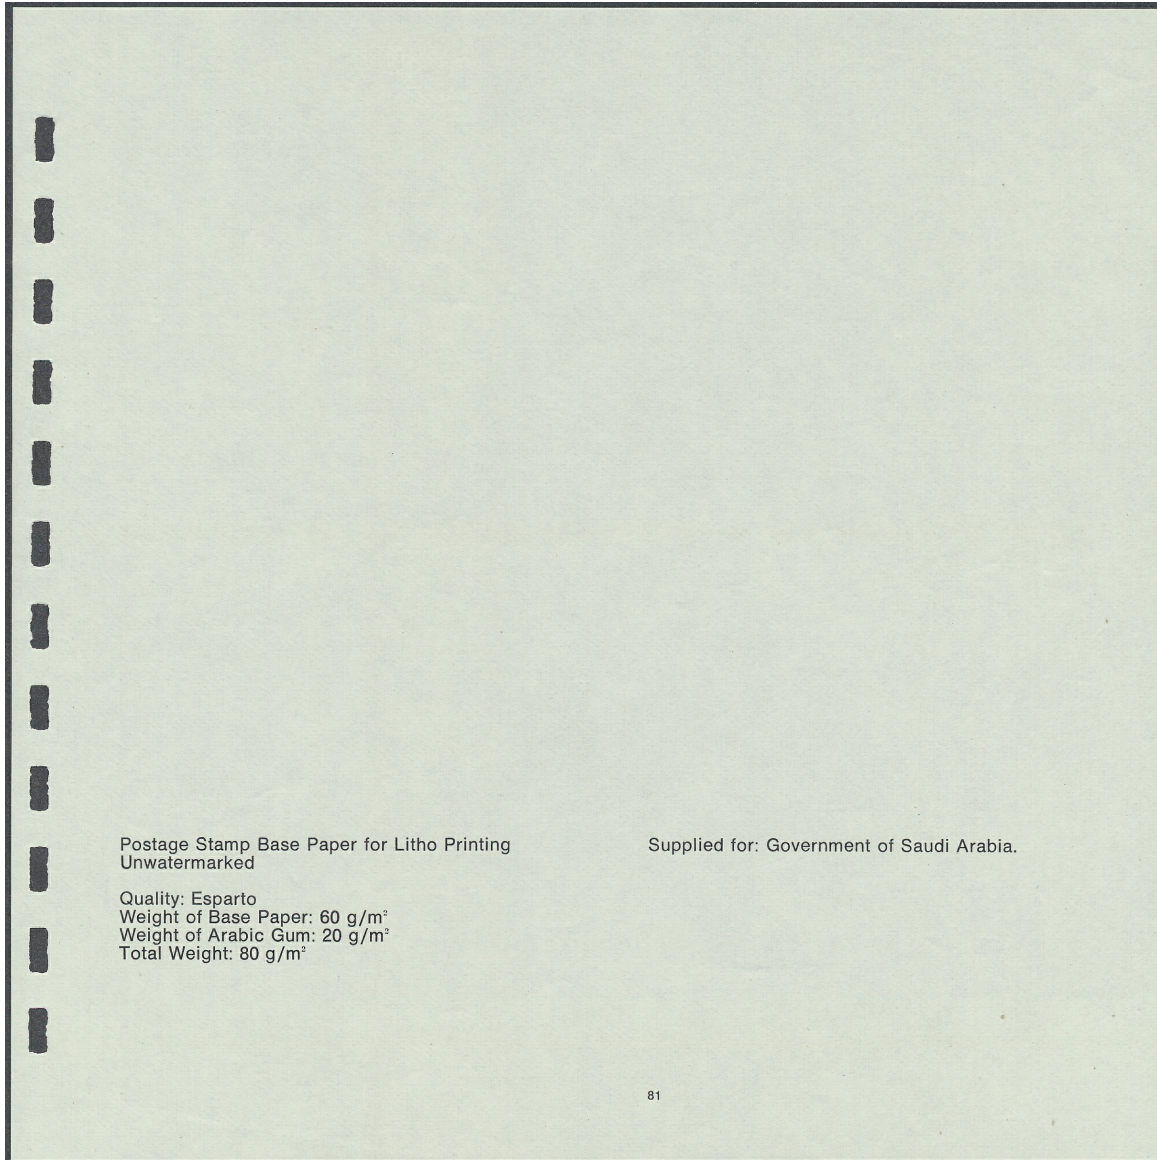 Postage Stamp Base Paper for Litho Printing
Unwatermarked
Quality: Esparto
Weight of Base Paper: 60 g/m²
Weight of Arabic Gum: 20 g/m²
Total Weight: 80 g/m²
Supplied for: Government of Saudi Arabia.
81